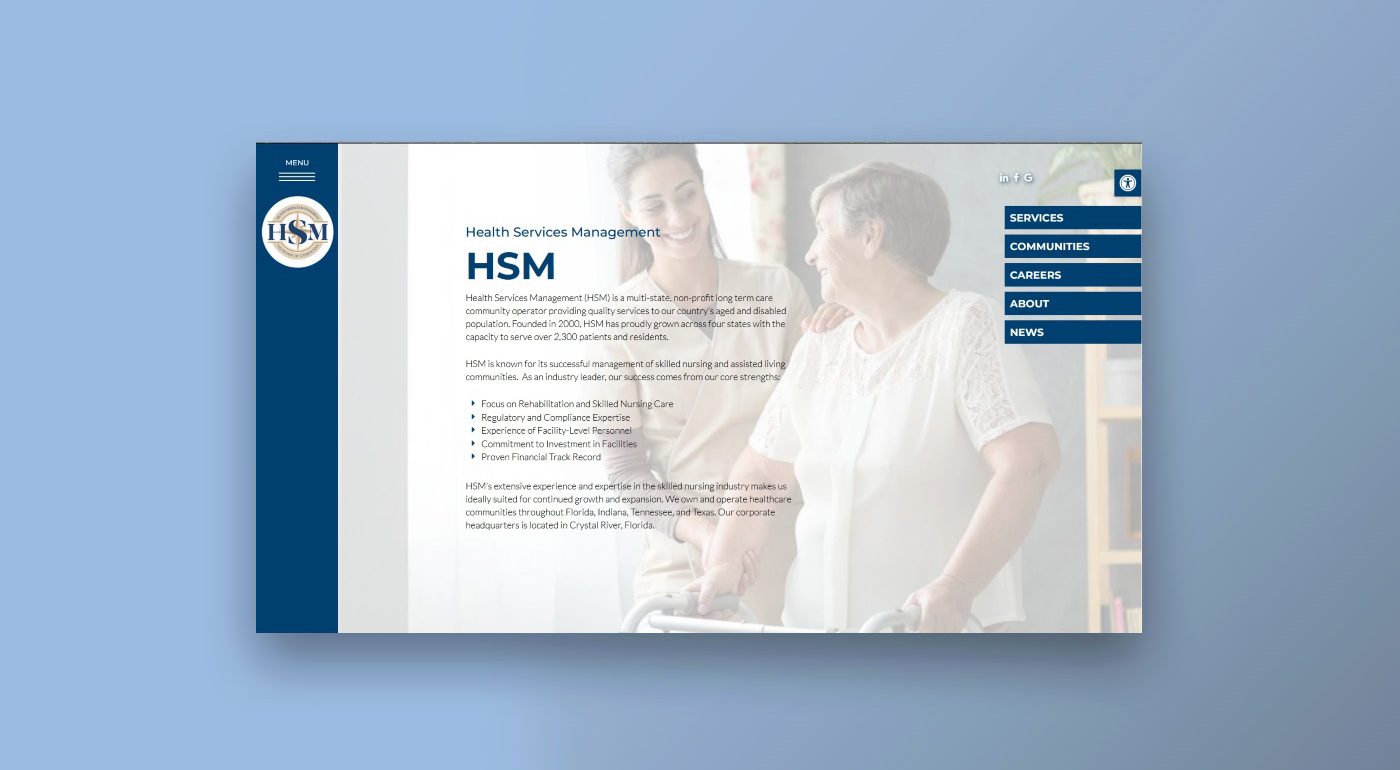 MENU
HSM
in f G
SERVICES
COMMUNITIES
CAREERS
ABOUT
NEWS
Health Services Management
HSM
Health Services Management (HSM) is a multi-state, non-profit long term care
community operator providing quality services to our country's aged and disabled
population. Founded in 2000, HSM has proudly grown across four states with the
capacity to serve over 2,300 patients and residents.
HSM is known for its successful management of skilled nursing and assisted living
communities. As an industry leader, our success comes from our core strengths:
Focus on Rehabilitation and Skilled Nursing Care
Regulatory and Compliance Expertise
Experience of Facility-Level Personnel
Commitment to Investment in Facilities
Proven Financial Track Record
HSM's extensive experience and expertise in the skilled nursing industry makes us
ideally suited for continued growth and expansion. We own and operate healthcare
communities throughout Florida, Indiana, Tennessee, and Texas. Our corporate
headquarters is located in Crystal River, Florida.